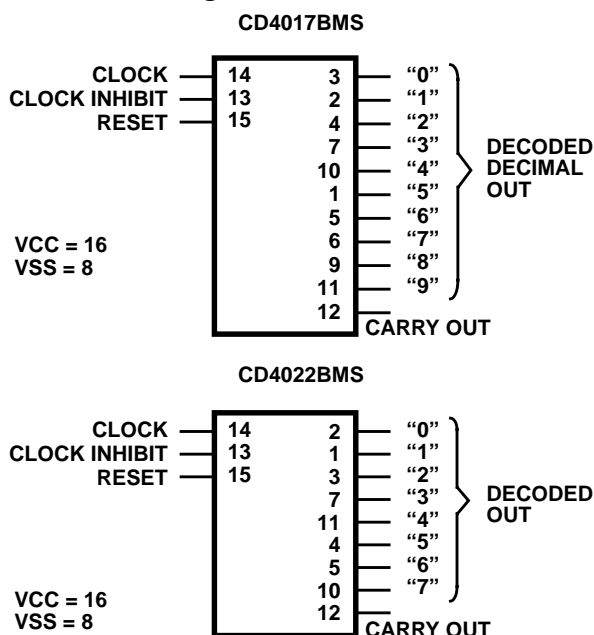 CD4017BMS
CLOCK 14 3 “0”
CLOCK INHIBIT 13 2 “1”
RESET 15 4 “2”
7 “3” DECODED
10 “4” DECIMAL
1 “5” OUT
5 “6”
VCC = 16 6 “7”
VSS = 8 9 “8”
11 “9”
12 CARRY OUT
CD4022BMS
CLOCK 14 2 “0”
CLOCK INHIBIT 13 1 “1”
RESET 15 3 “2”
7 “3” DECODED
11 “4” OUT
4 “5”
5 “6”
VCC = 16 10 “7”
VSS = 8 12 CARRY OUT